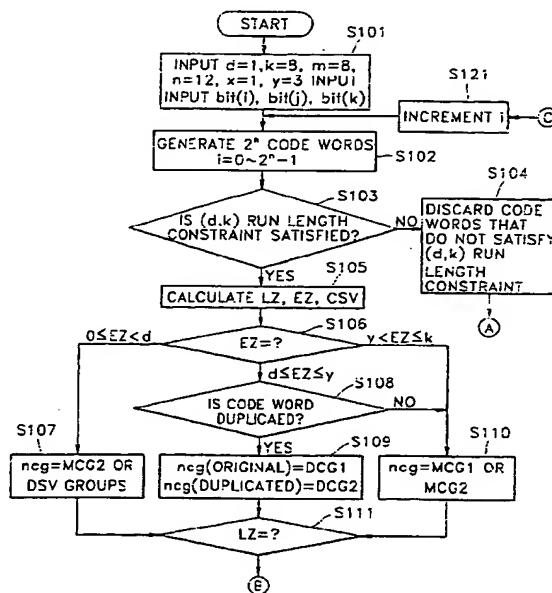 START
S101
INPUT d=1,k=8, m=8,
n=12, x=1, y=3 INPUT
INPUT bit(i), bit(j), bit(k)
S121
INCREMENT i
C
GENERATE 2ⁿ CODE WORDS
i=0~2ⁿ-1
S102
S103
IS (d,k) RUN LENGTH
CONSTRAINT SATISFIED?
NO
S104
DISCARD CODE
WORDS THAT
DO NOT SATISFY
(d,k) RUN
LENGTH
CONSTRAINT
A
YES
S105
CALCULATE LZ, EZ, CSV
S106
0≤EZ<d
EZ=?
y<EZ≤k
d≤EZ≤y
S108
IS CODE WORD
DUPLICAED?
NO
YES
S107
ncg=MCG2 OR
DSV GROUPS
S109
ncg(ORIGINAL)=DCG1
ncg(DUPLICATED)=DCG2
S110
ncg=MCG1 OR
MCG2
S111
LZ=?
B